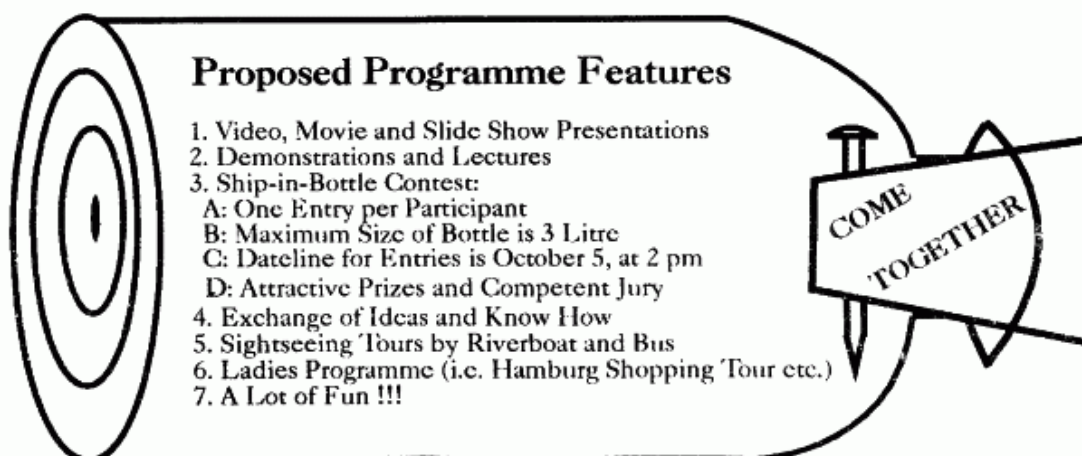 Proposed Programme Features
1. Video, Movie and Slide Show Presentations
2. Demonstrations and Lectures
3. Ship-in-Bottle Contest:
A: One Entry per Participant
B: Maximum Size of Bottle is 3 Litre
C: Dateline for Entries is October 5, at 2 pm
D: Attractive Prizes and Competent Jury
4. Exchange of Ideas and Know How
5. Sightseeing Tours by Riverboat and Bus
6. Ladies Programme (i.e. Hamburg Shopping Tour etc.)
7. A Lot of Fun !!!
COME
TOGETHER